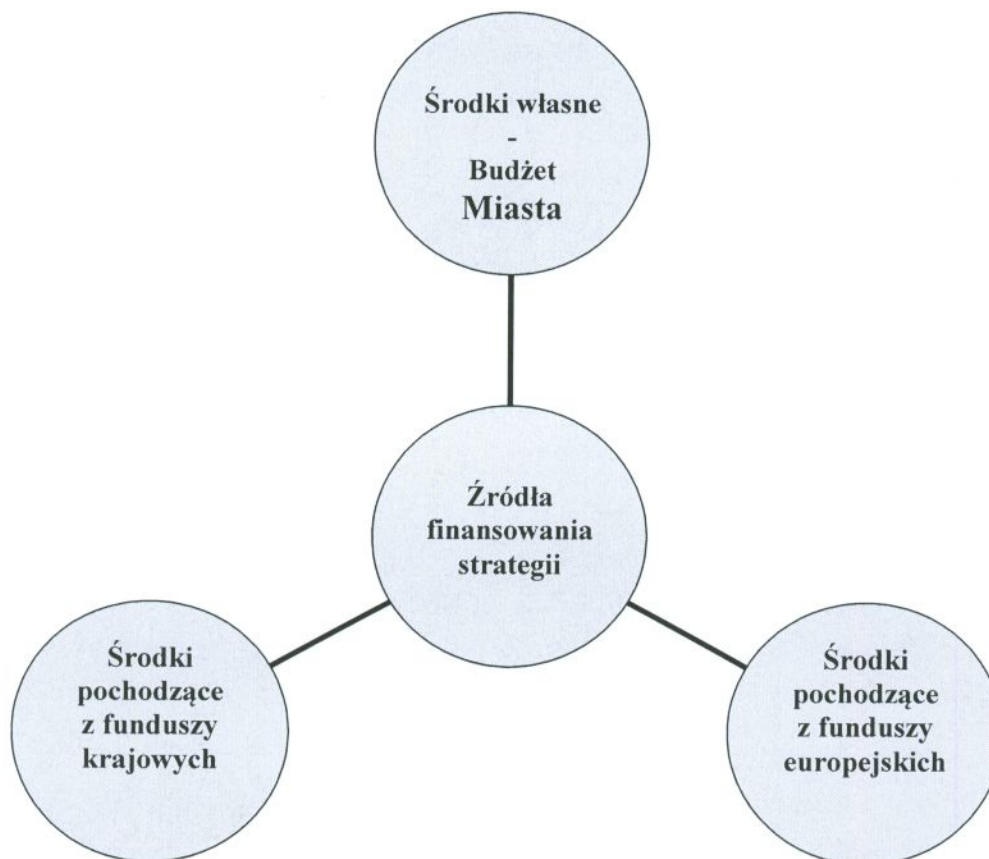 Środki własne
-
Budżet
Miasta
Źródła
finansowania
strategii
Środki
pochodzące
z funduszy
krajowych
Środki
pochodzące
z funduszy
europejskich